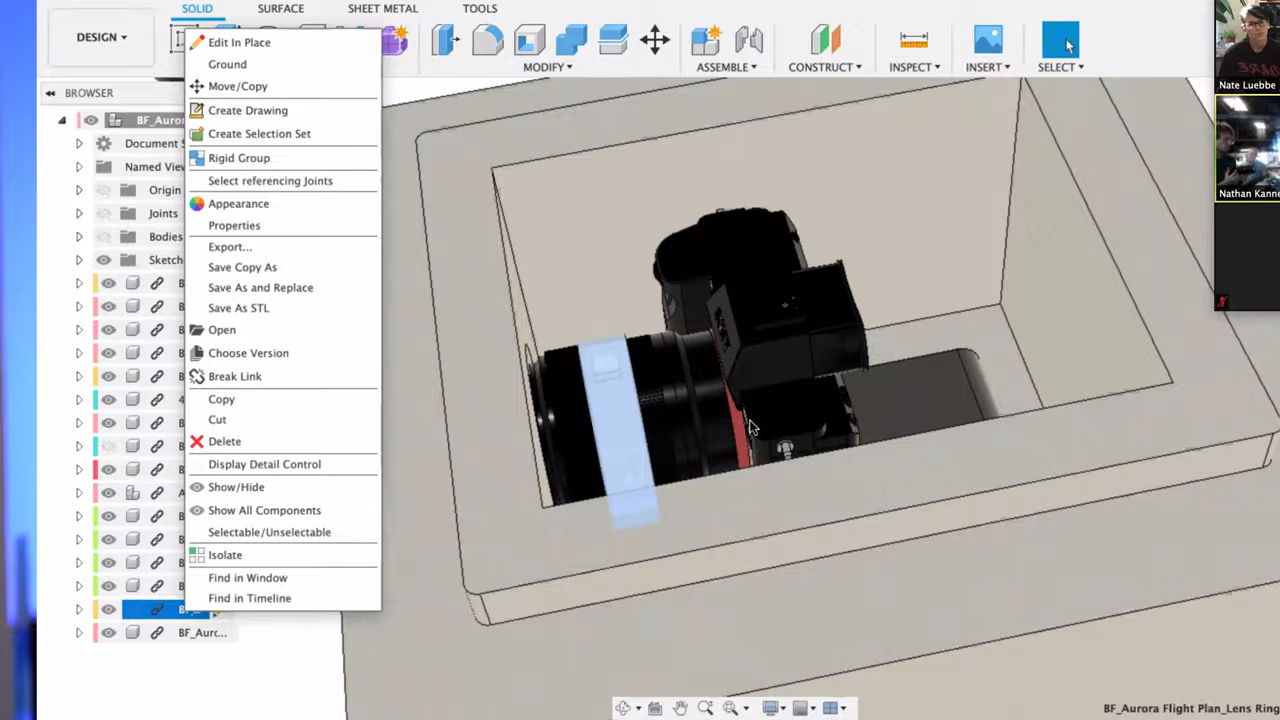 SOLID
SURFACE
SHEET METAL
TOOLS
DESIGN ▾
MODIFY ▾
ASSEMBLE ▾
CONSTRUCT ▾
INSPECT ▾
INSERT ▾
SELECT ▾
BROWSER
BF_Auro
Document S
Named Vie
Origin
Joints
Bodies
Sketch
BF_Auror...
Edit In Place
Ground
Move/Copy
Create Drawing
Create Selection Set
Rigid Group
Select referencing Joints
Appearance
Properties
Export...
Save Copy As
Save As and Replace
Save As STL
Open
Choose Version
Break Link
Copy
Cut
Delete
Display Detail Control
Show/Hide
Show All Components
Selectable/Unselectable
Isolate
Find in Window
Find in Timeline
Nate Luebbe
Nathan Kanne
BF_Aurora Flight Plan_Lens Ring